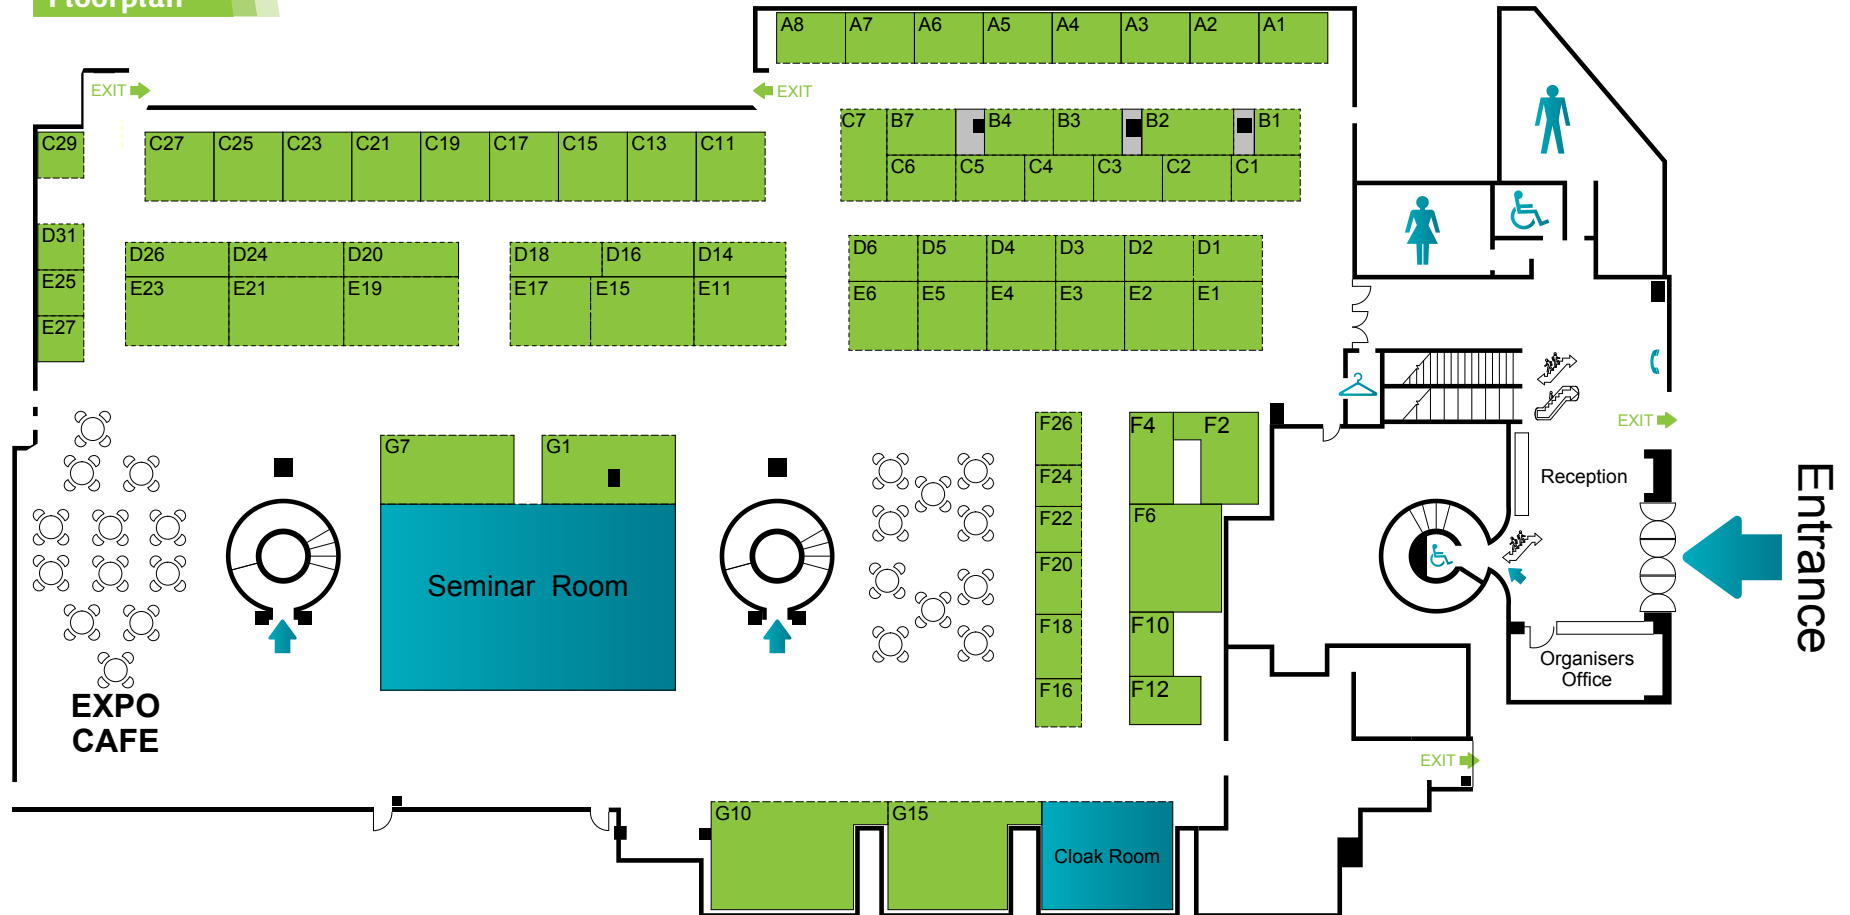 Floorplan
A8 A7 A6 A5 A4 A3 A2 A1
EXIT
EXIT
C7 B7 B4 B3 B2 B1
C29 C27 C25 C23 C21 C19 C17 C15 C13 C11
C6 C5 C4 C3 C2 C1
D31
D26 D24 D20 D18 D16 D14 D6 D5 D4 D3 D2 D1
E25
E23 E21 E19 E17 E15 E11 E6 E5 E4 E3 E2 E1
E27
F26 F4 F2
EXIT
G7 G1
F24
Reception
F22 F6
Entrance
F20
Seminar Room
F18 F10
Organisers
Office
F16 F12
EXPO
CAFE
EXIT
G10 G15
Cloak Room